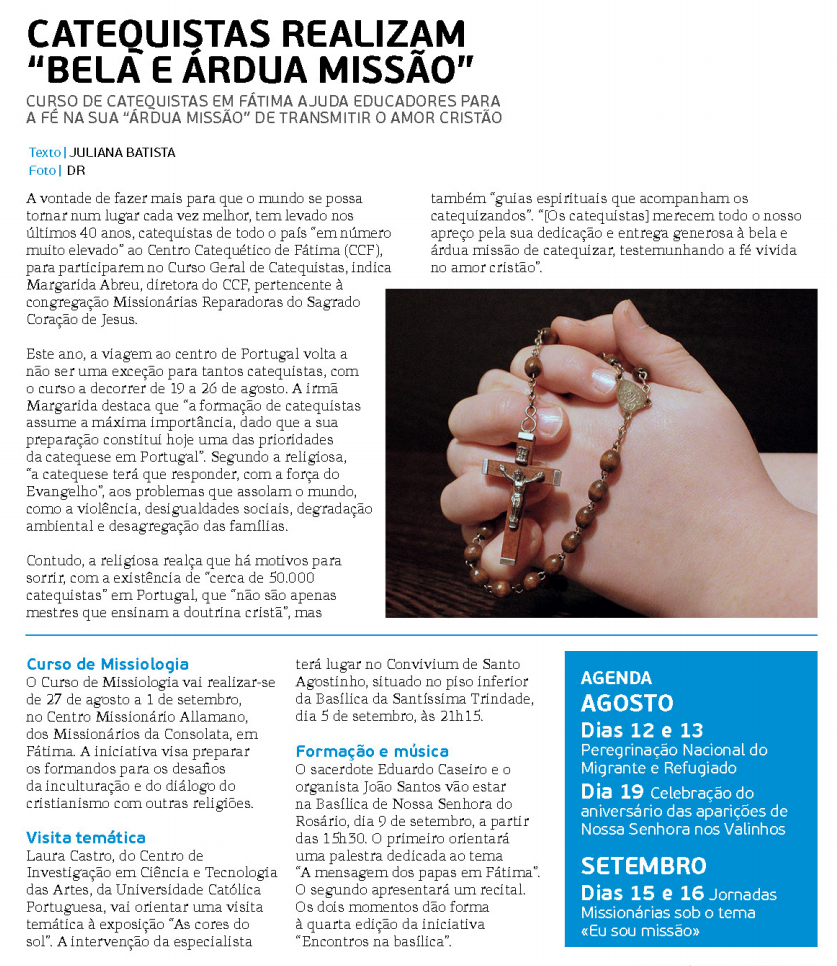 CATEQUISTAS REALIZAM
“BELA E ÁRDUA MISSÃO”
CURSO DE CATEQUISTAS EM FÁTIMA AJUDA EDUCADORES PARA
A FÉ NA SUA “ÁRDUA MISSÃO” DE TRANSMITIR O AMOR CRISTÃO
Texto| JULIANA BATISTA
Foto| DR
A vontade de fazer mais para que o mundo se possa
tornar num lugar cada vez melhor, tem levado nos
últimos 40 anos, catequistas de todo o país “em número
muito elevado” ao Centro Catequético de Fátima (CCF),
para participarem no Curso Geral de Catequistas, indica
Margarida Abreu, diretora do CCF, pertencente à
congregação Missionárias Reparadoras do Sagrado
Coração de Jesus.
Este ano, a viagem ao centro de Portugal volta a
não ser uma exceção para tantos catequistas, com
o curso a decorrer de 19 a 26 de agosto. A irmã
Margarida destaca que “a formação de catequistas
assume a máxima importância, dado que a sua
preparação constitui hoje uma das prioridades
da catequese em Portugal”. Segundo a religiosa,
“a catequese terá que responder, com a força do
Evangelho”, aos problemas que assolam o mundo,
como a violência, desigualdades sociais, degradação
ambiental e desagregação das famílias.
Contudo, a religiosa realça que há motivos para
sorrir, com a existência de “cerca de 50.000
catequistas” em Portugal, que “não são apenas
mestres que ensinam a doutrina cristã”, mas
também “guias espirituais que acompanham os
catequizandos”. “[Os catequistas] merecem todo o nosso
apreço pela sua dedicação e entrega generosa à bela e
árdua missão de catequizar, testemunhando a fé vivida
no amor cristão”.
Curso de Missiologia
O Curso de Missiologia vai realizar-se
de 27 de agosto a 1 de setembro,
no Centro Missionário Allamano,
dos Missionários da Consolata, em
Fátima. A iniciativa visa preparar
os formandos para os desafios
da inculturação e do diálogo do
cristianismo com outras religiões.
Visita temática
Laura Castro, do Centro de
Investigação em Ciência e Tecnologia
das Artes, da Universidade Católica
Portuguesa, vai orientar uma visita
temática à exposição “As cores do
sol”. A intervenção da especialista
terá lugar no Convivium de Santo
Agostinho, situado no piso inferior
da Basílica da Santíssima Trindade,
dia 5 de setembro, às 21h15.
Formação e música
O sacerdote Eduardo Caseiro e o
organista João Santos vão estar
na Basílica de Nossa Senhora do
Rosário, dia 9 de setembro, a partir
das 15h30. O primeiro orientará
uma palestra dedicada ao tema
“A mensagem dos papas em Fátima”.
O segundo apresentará um recital.
Os dois momentos dão forma
à quarta edição da iniciativa
“Encontros na basílica”.
AGENDA
AGOSTO
Dias 12 e 13
Peregrinação Nacional do
Migrante e Refugiado
Dia 19 Celebração do
aniversário das aparições de
Nossa Senhora nos Valinhos
SETEMBRO
Dias 15 e 16 Jornadas
Missionárias sob o tema
«Eu sou missão»